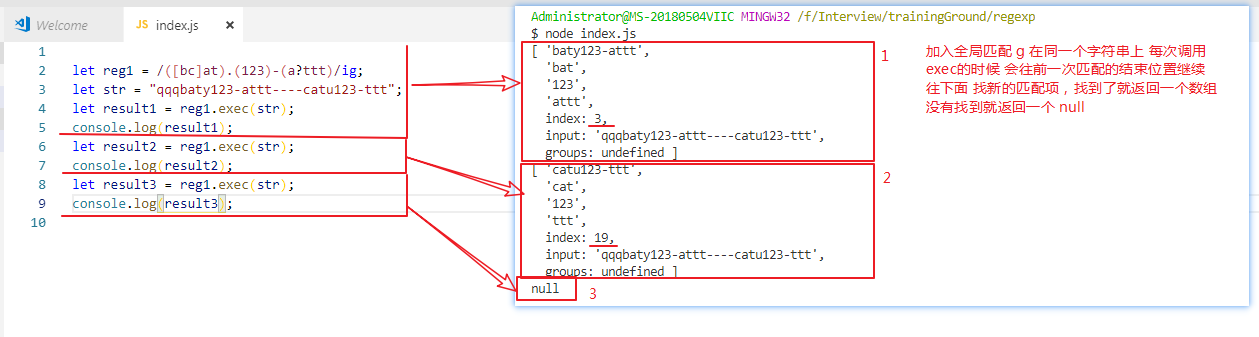 Welcome
JS index.js ×
1
2 let reg1 = /([bc]at).(123)-(a?ttt)/ig;
3 let str = "qqqbaty123-attt----catu123-ttt";
4 let result1 = reg1.exec(str);
5 console.log(result1);
6 let result2 = reg1.exec(str);
7 console.log(result2);
8 let result3 = reg1.exec(str);
9 console.log(result3);
10
Administrator@MS-20180504VIIC MINGW32 /f/Interview/trainingGround/regexp
$ node index.js
[ 'baty123-attt',
'bat',
'123',
'attt',
index: 3,
input: 'qqqbaty123-attt----catu123-ttt',
groups: undefined ]
1
[ 'catu123-ttt',
'cat',
'123',
'ttt',
index: 19,
input: 'qqqbaty123-attt----catu123-ttt',
groups: undefined ]
2
null
3
加入全局匹配 g 在同一个字符串上 每次调用
exec的时候 会往前一次匹配的结束位置继续
往下面 找新的匹配项，找到了就返回一个数组
没有找到就返回一个 null